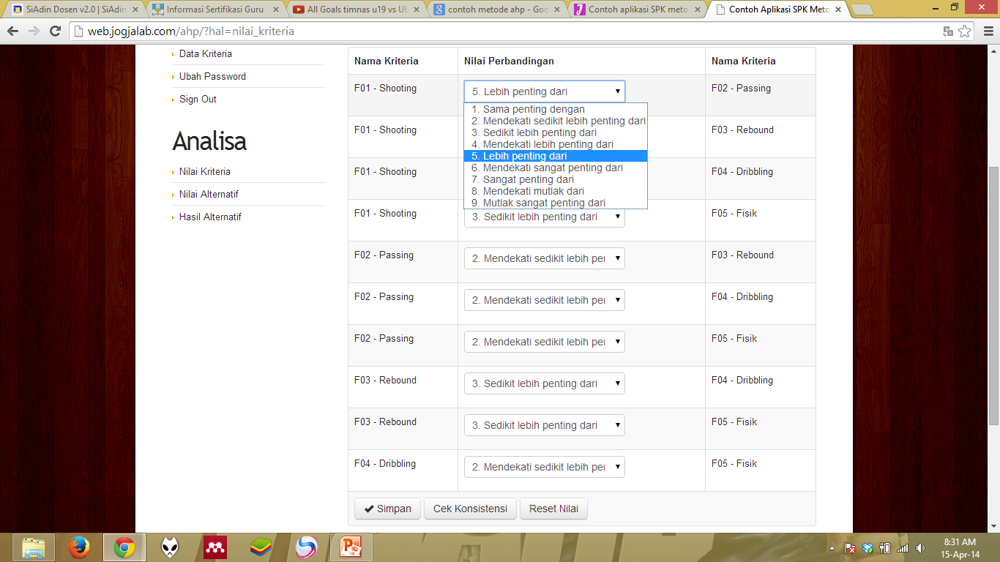 SiAdin Dosen v2.0 | SiAdin
Informasi Sertifikasi Guru
All Goals timnas u19 vs UE
contoh metode ahp - Goo
Contoh aplikasi SPK meto
Contoh Aplikasi SPK Meto
web.jogjalab.com/ahp/?hal=nilai_kriteria
Data Kriteria
Ubah Password
Sign Out
Analisa
Nilai Kriteria
Nilai Alternatif
Hasil Alternatif
Nama Kriteria Nilai Perbandingan Nama Kriteria
F01 - Shooting 5. Lebih penting dari F02 - Passing
1. Sama penting dengan
2. Mendekati sedikit lebih penting dari
3. Sedikit lebih penting dari
4. Mendekati lebih penting dari
5. Lebih penting dari
6. Mendekati sangat penting dari
7. Sangat penting dari
8. Mendekati mutlak dari
9. Mutlak sangat penting dari
F01 - Shooting F03 - Rebound
F01 - Shooting F04 - Dribbling
F01 - Shooting 3. Sedikit lebih penting dari F05 - Fisik
F02 - Passing 2. Mendekati sedikit lebih pen F03 - Rebound
F02 - Passing 2. Mendekati sedikit lebih pen F04 - Dribbling
F02 - Passing 2. Mendekati sedikit lebih pen F05 - Fisik
F03 - Rebound 3. Sedikit lebih penting dari F04 - Dribbling
F03 - Rebound 3. Sedikit lebih penting dari F05 - Fisik
F04 - Dribbling 2. Mendekati sedikit lebih pen F05 - Fisik
Simpan Cek Konsistensi Reset Nilai
8:31 AM
15-Apr-14